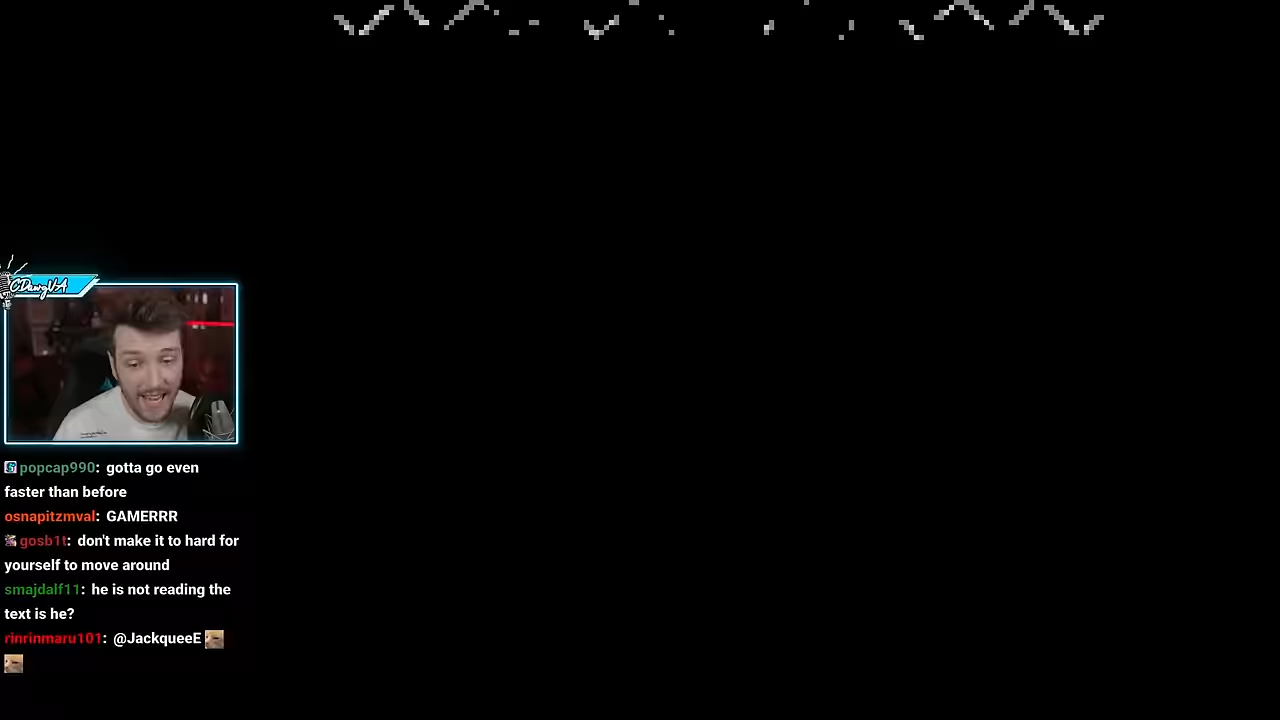 CDawgVA
popcap990: gotta go even
faster than before
osnapitzmval: GAMERRR
gosb1t: don't make it to hard for
yourself to move around
smajdalf11: he is not reading the
text is he?
rinrinmaru101: @JackqueeE